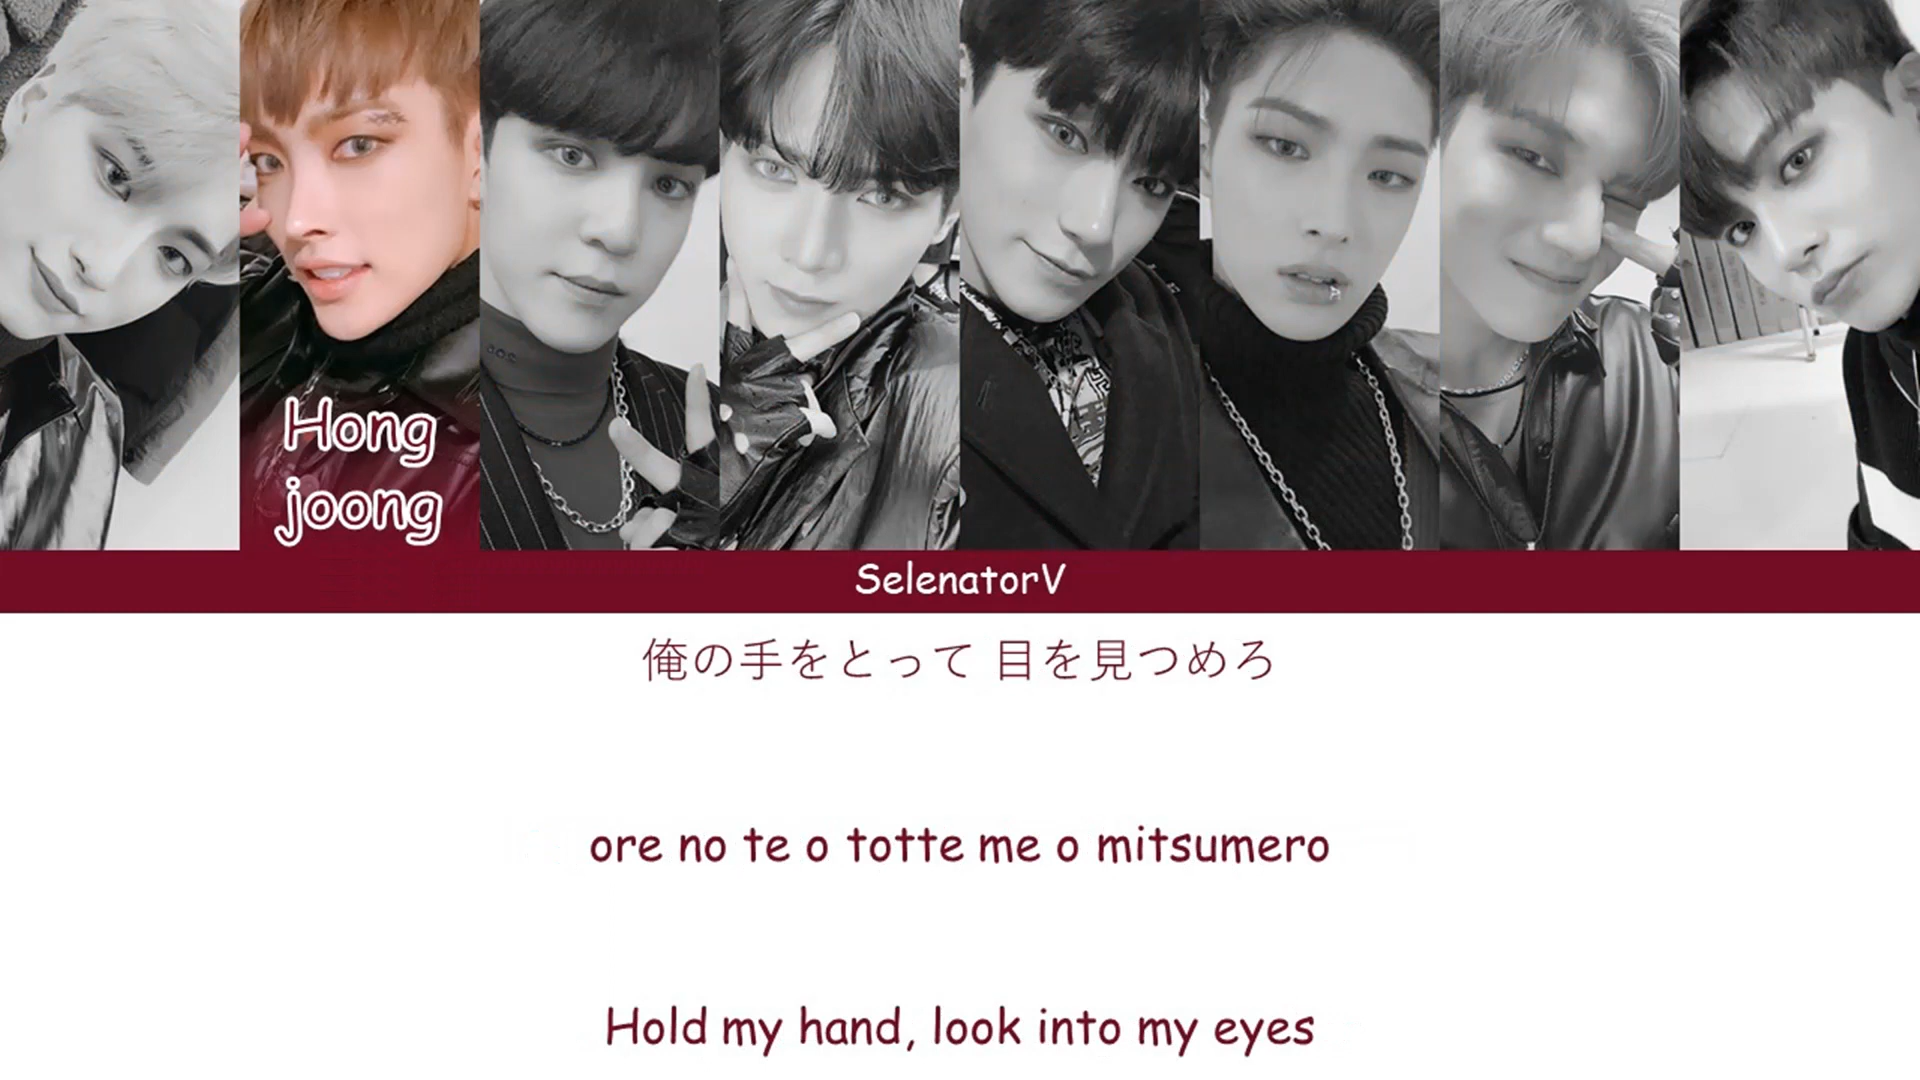 Hong
joong
SelenatorV
俺の手をとって 目を見つめろ
ore no te o totte me o mitsumero
Hold my hand, look into my eyes